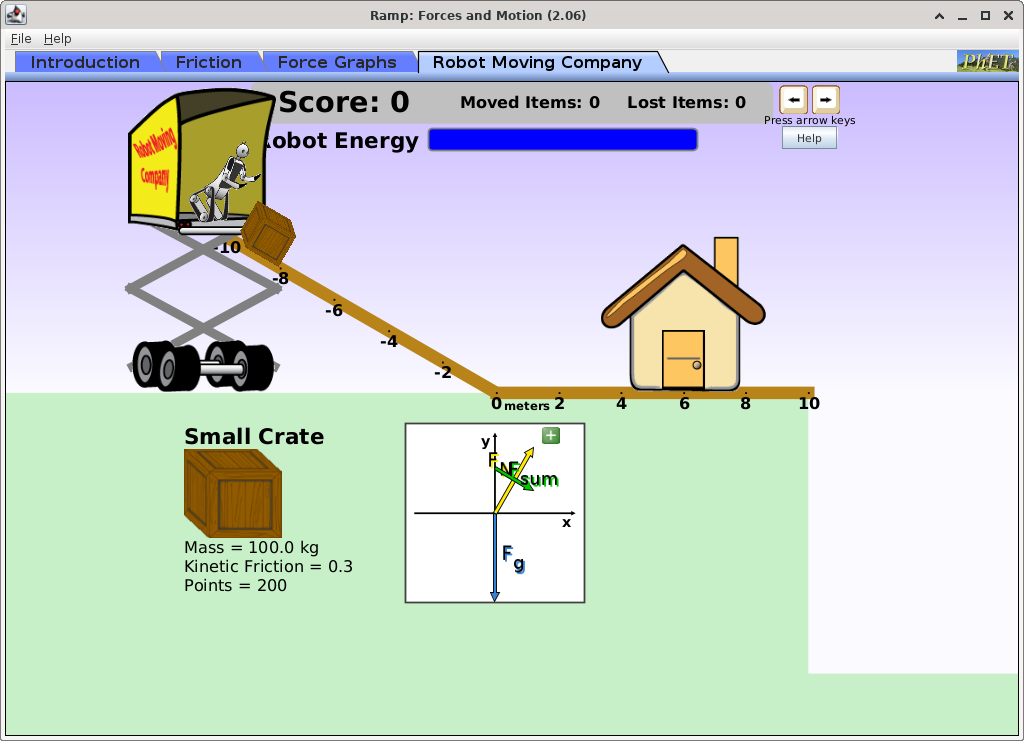 Ramp: Forces and Motion (2.06)
File Help
Introduction Friction Force Graphs Robot Moving Company PhET
Score: 0 Moved Items: 0 Lost Items: 0
Press arrow keys
Robot Energy Help
Robot Moving
Company
-10
-8
-6
-4
-2
0 meters 2 4 6 8 10
Small Crate
Mass = 100.0 kg
Kinetic Friction = 0.3
Points = 200
y
F N F sum
x
F g